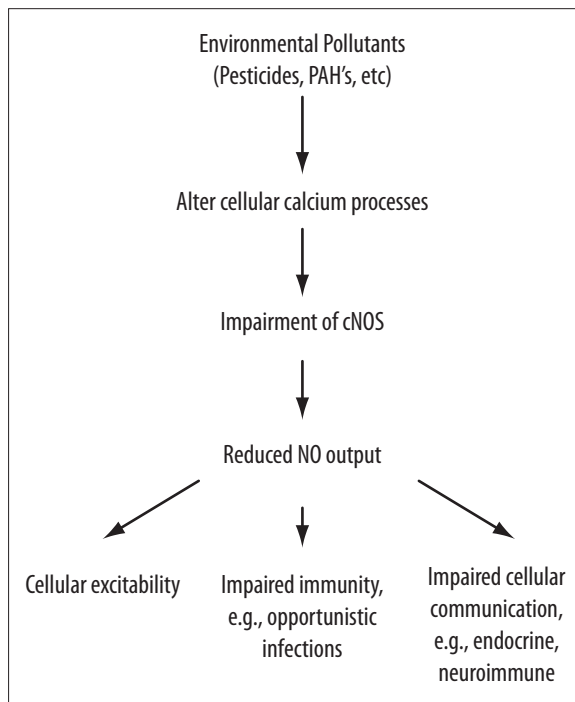 Environmental Pollutants
(Pesticides, PAH's, etc)
Alter cellular calcium processes
Impairment of cNOS
Reduced NO output
Cellular excitability
Impaired immunity,
e.g., opportunistic
infections
Impaired cellular
communication,
e.g., endocrine,
neuroimmune